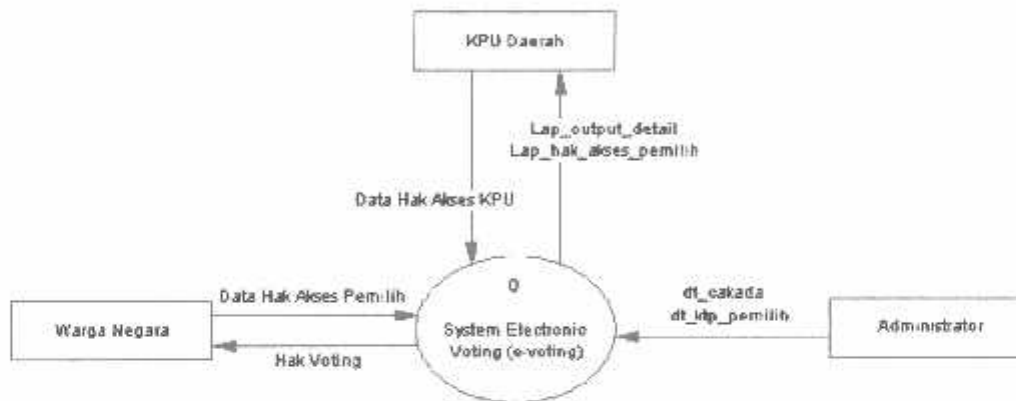 KPU Daerah
Lap_output_detail
Lap_hak_akses_pemilih
Data Hak Akses KPU
0
System Electronic
Voting (e-voting)
Data Hak Akses Pemilih
Warga Negara
Hak Voting
dt_cakada
dt_ktp_pemilih
Administrator